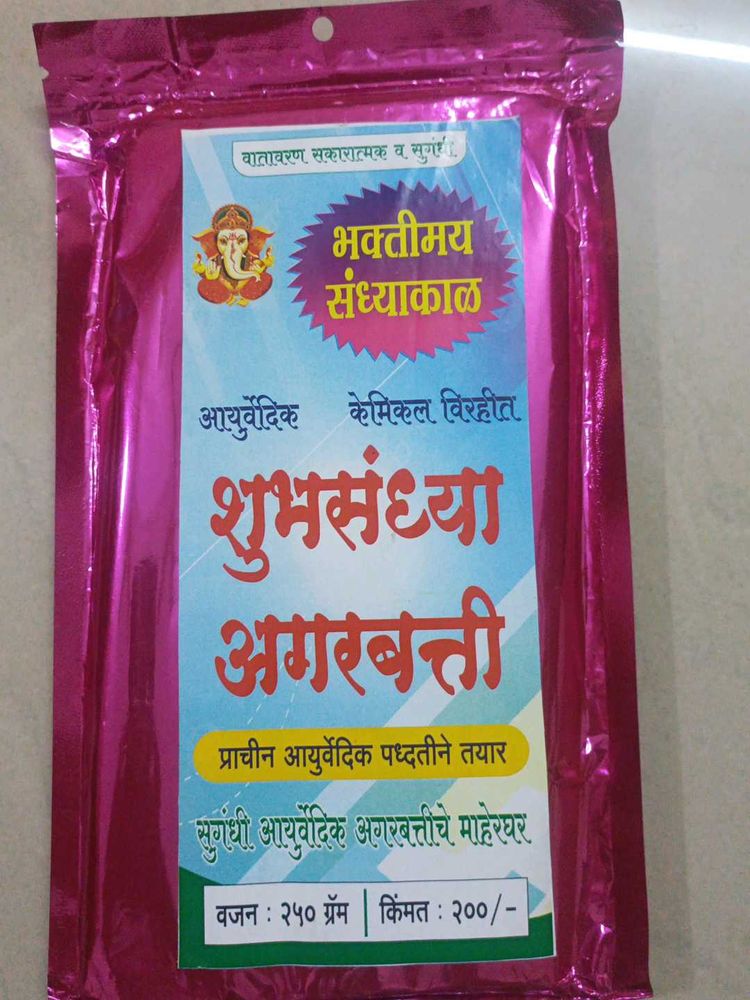 वातावरण सकारात्मक व सुगंधी
भक्तीमय
संध्याकाळ
आयुर्वेदिक केमिकल विरहीत
शुभसंध्या
अगरबत्ती
प्राचीन आयुर्वेदिक पध्दतीने तयार
सुगंधी आयुर्वेदिक अगरबत्तीचे माहेरघर
वजन : २५० ग्रॅम | किंमत : २००/-